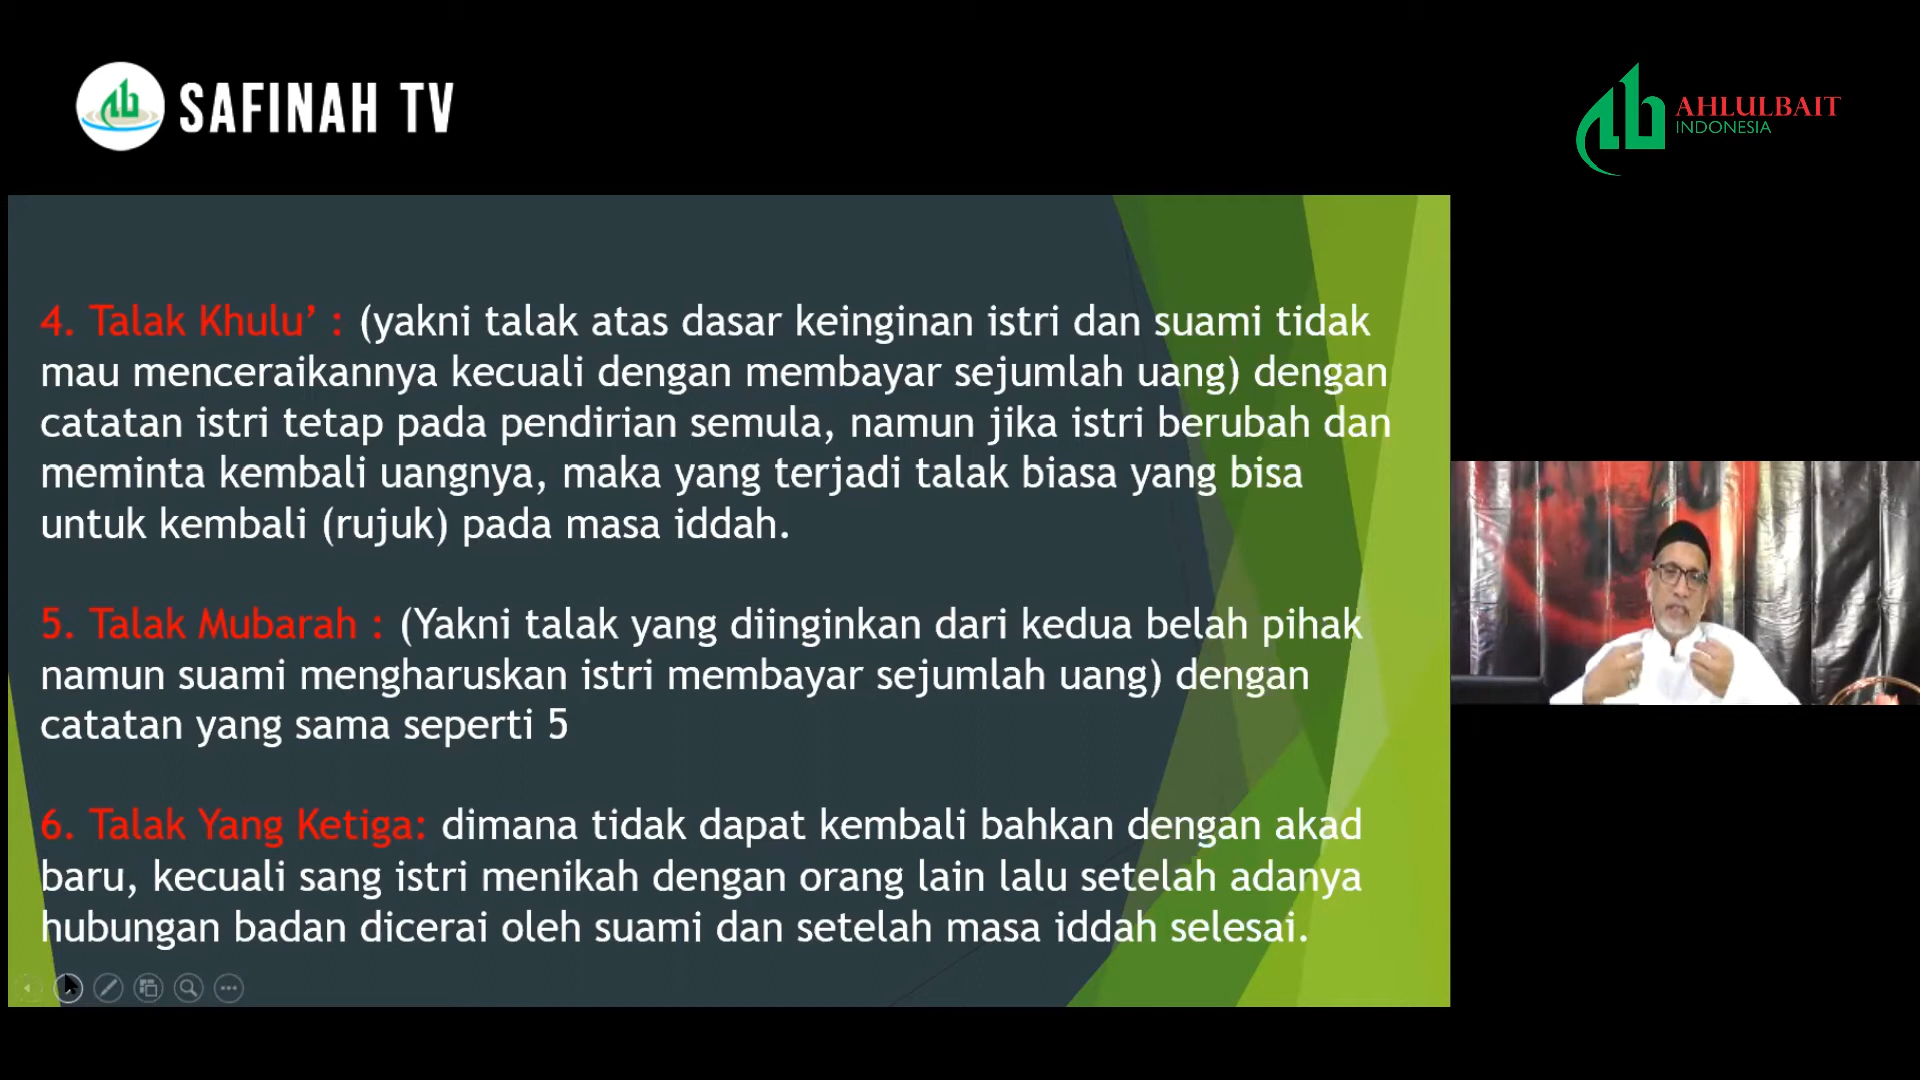 SAFINAH TV
AHLULBAIT
INDONESIA
4. Talak Khulu’ : (yakni talak atas dasar keinginan istri dan suami tidak
mau menceraikannya kecuali dengan membayar sejumlah uang) dengan
catatan istri tetap pada pendirian semula, namun jika istri berubah dan
meminta kembali uangnya, maka yang terjadi talak biasa yang bisa
untuk kembali (rujuk) pada masa iddah.
5. Talak Mubarah : (Yakni talak yang diinginkan dari kedua belah pihak
namun suami mengharuskan istri membayar sejumlah uang) dengan
catatan yang sama seperti 5
6. Talak Yang Ketiga: dimana tidak dapat kembali bahkan dengan akad
baru, kecuali sang istri menikah dengan orang lain lalu setelah adanya
hubungan badan dicerai oleh suami dan setelah masa iddah selesai.